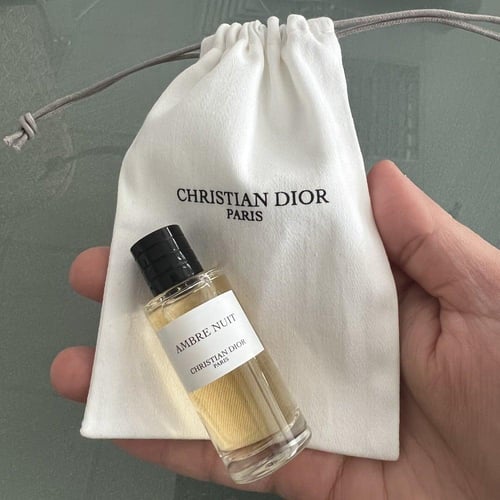 CHRISTIAN DIOR
PARIS
AMBRE NUIT
CHRISTIAN DIOR
PARIS